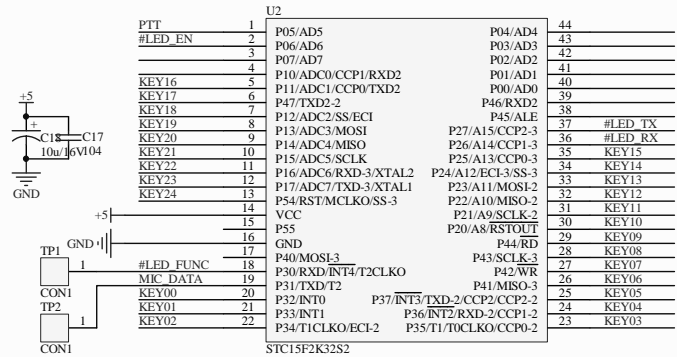 U2
PTT 1 P05/AD5 P04/AD4 44
#LED_EN 2 P06/AD6 P03/AD3 43
3 P07/AD7 P02/AD2 42
4 P10/ADC0/CCP1/RXD2 P01/AD1 41
KEY16 5 P11/ADC1/CCP0/TXD2 P00/AD0 40
KEY17 6 P47/TXD2-2 P46/RXD2 39
KEY18 7 P12/ADC2/SS/ECI P45/ALE 38
KEY19 8 P13/ADC3/MOSI P27/A15/CCP2-3 37 #LED_TX
KEY20 9 P14/ADC4/MISO P26/A14/CCP1-3 36 #LED_RX
KEY21 10 P15/ADC5/SCLK P25/A13/CCP0-3 35 KEY15
KEY22 11 P16/ADC6/RXD-3/XTAL2 P24/A12/ECI-3/SS-3 34 KEY14
KEY23 12 P17/ADC7/TXD-3/XTAL1 P23/A11/MOSI-2 33 KEY13
KEY24 13 P54/RST/MCLKO/SS-3 P22/A10/MISO-2 32 KEY12
+5 14 VCC P21/A9/SCLK-2 31 KEY11
15 P55 P20/A8/RSTOUT 30 KEY10
GND 16 GND P44/RD 29 KEY09
17 P40/MOSI-3 P43/SCLK-3 28 KEY08
#LED_FUNC 18 P30/RXD/INT4/T2CLKO P42/WR 27 KEY07
MIC_DATA 19 P31/TXD/T2 P41/MISO-3 26 KEY06
KEY00 20 P32/INT0 P37/INT3/TXD-2/CCP2/CCP2-2 25 KEY05
KEY01 21 P33/INT1 P36/INT2/RXD-2/CCP1-2 24 KEY04
KEY02 22 P34/T1CLKO/ECI-2 P35/T1/T0CLKO/CCP0-2 23 KEY03
STC15F2K32S2
+5
+
C18 C17
10u/16V 104
GND
TP1
1
CON1
TP2
1
CON1